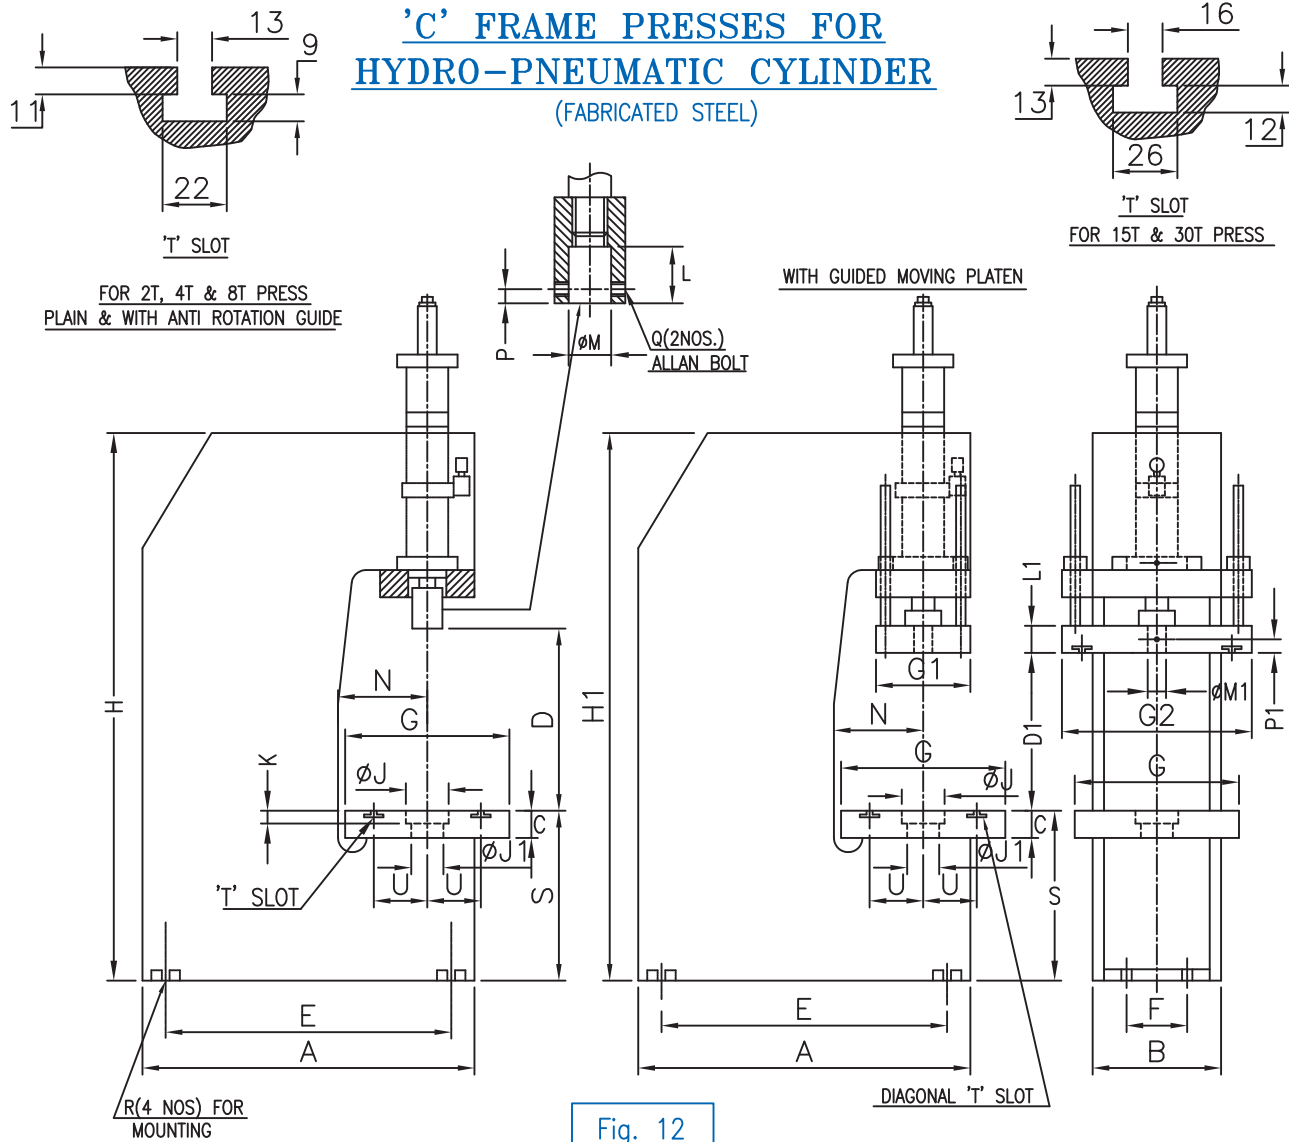 'C' FRAME PRESSES FOR
HYDRO-PNEUMATIC CYLINDER
(FABRICATED STEEL)
13
9
11
22
'T' SLOT
FOR 2T, 4T & 8T PRESS
PLAIN & WITH ANTI ROTATION GUIDE
16
13
12
26
'T' SLOT
FOR 15T & 30T PRESS
L
P
øM
Q(2NOS.)
ALLAN BOLT
WITH GUIDED MOVING PLATEN
H
N
G
D
K
øJ
C
øJ1
U
U
S
'T' SLOT
E
A
R(4 NOS) FOR
MOUNTING
H1
G1
N
G
D1
øJ
C
øJ1
U
U
S
E
A
DIAGONAL 'T' SLOT
L1
øM1
P1
G2
G
F
B
Fig. 12